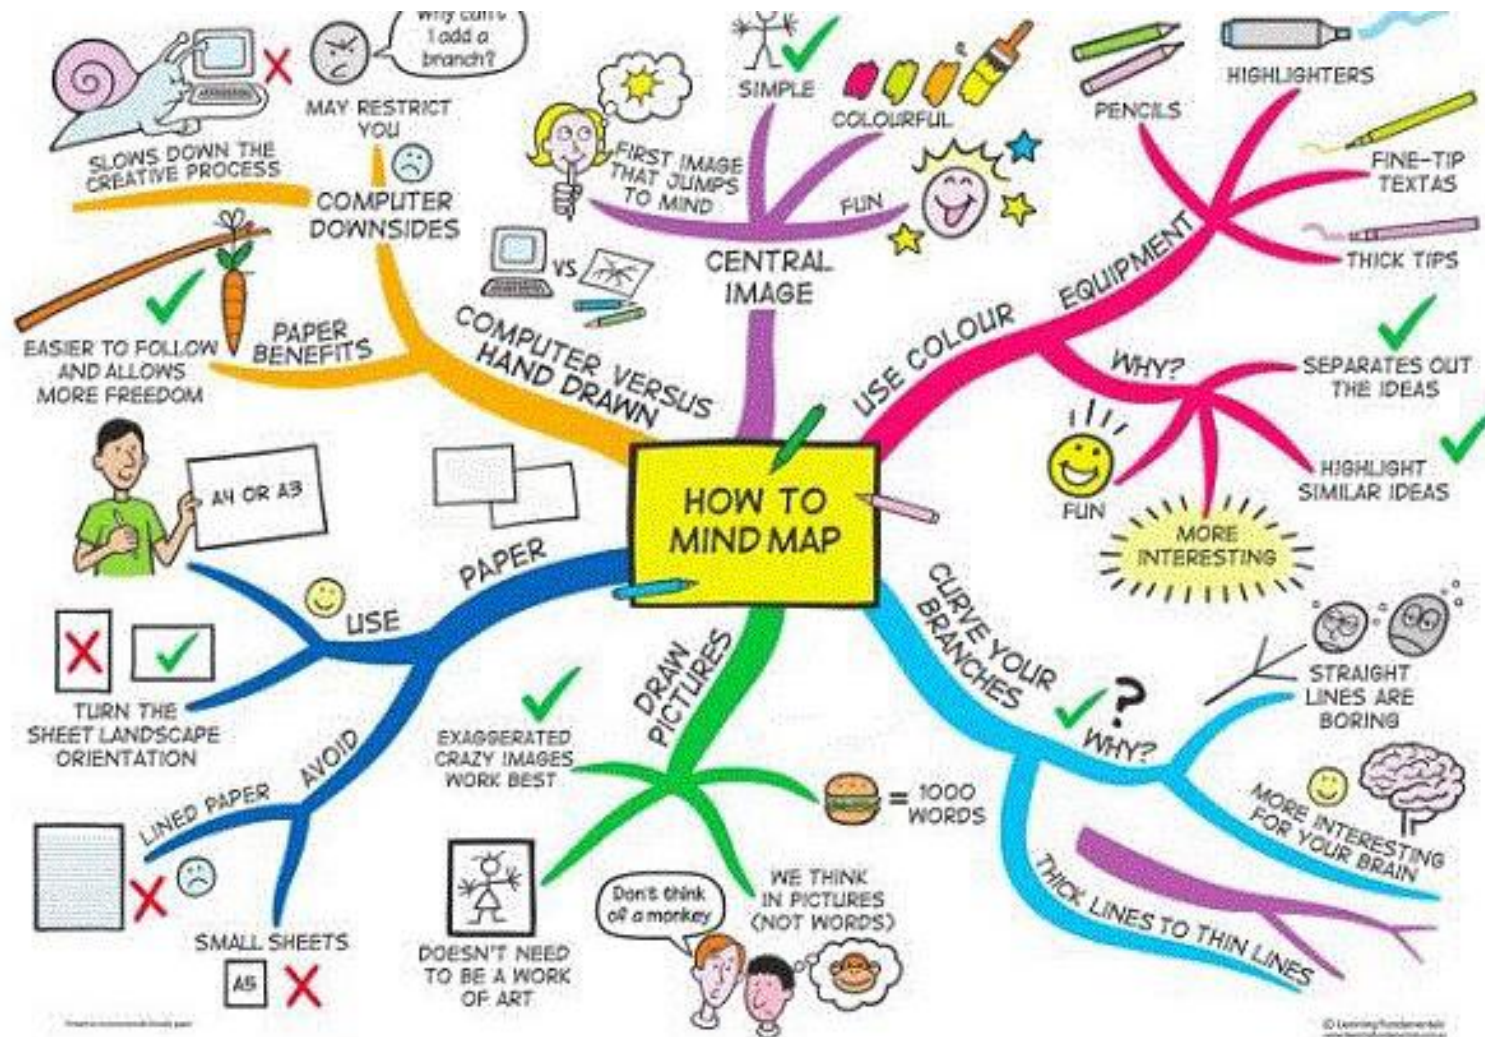 HOW TO
MIND MAP
CENTRAL
IMAGE
FIRST IMAGE
THAT JUMPS
TO MIND
SIMPLE
COLOURFUL
FUN
USE COLOUR
EQUIPMENT
PENCILS
HIGHLIGHTERS
FINE-TIP
TEXTAS
THICK TIPS
WHY?
SEPARATES OUT
THE IDEAS
HIGHLIGHT
SIMILAR IDEAS
MORE
INTERESTING
FUN
CURVE YOUR
BRANCHES
?
WHY?
STRAIGHT
LINES ARE
BORING
MORE INTERESTING
FOR YOUR BRAIN
THICK LINES TO THIN LINES
DRAW
PICTURES
= 1000
WORDS
WE THINK
IN PICTURES
(NOT WORDS)
Don't think
of a monkey
DOESN'T NEED
TO BE A WORK
OF ART
EXAGGERATED
CRAZY IMAGES
WORK BEST
PAPER
USE
A4 OR A3
TURN THE
SHEET LANDSCAPE
ORIENTATION
AVOID
LINED PAPER
SMALL SHEETS
A5
COMPUTER VERSUS
HAND DRAWN
VS
PAPER
BENEFITS
EASIER TO FOLLOW
AND ALLOWS
MORE FREEDOM
COMPUTER
DOWNSIDES
SLOWS DOWN THE
CREATIVE PROCESS
MAY RESTRICT
YOU
Why can't
I add a
branch?
© Learning Fundamentals